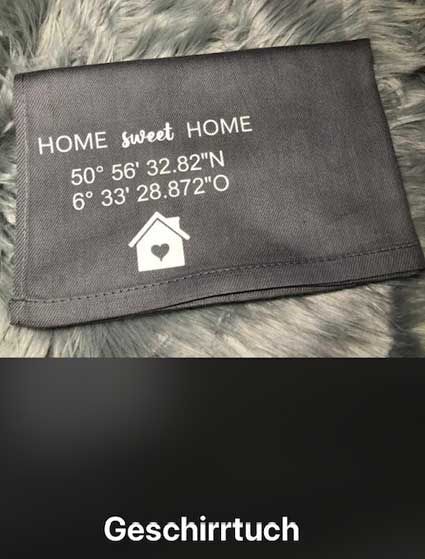 HOME sweet HOME
50° 56' 32.82"N
6° 33' 28.872"O
Geschirrtuch